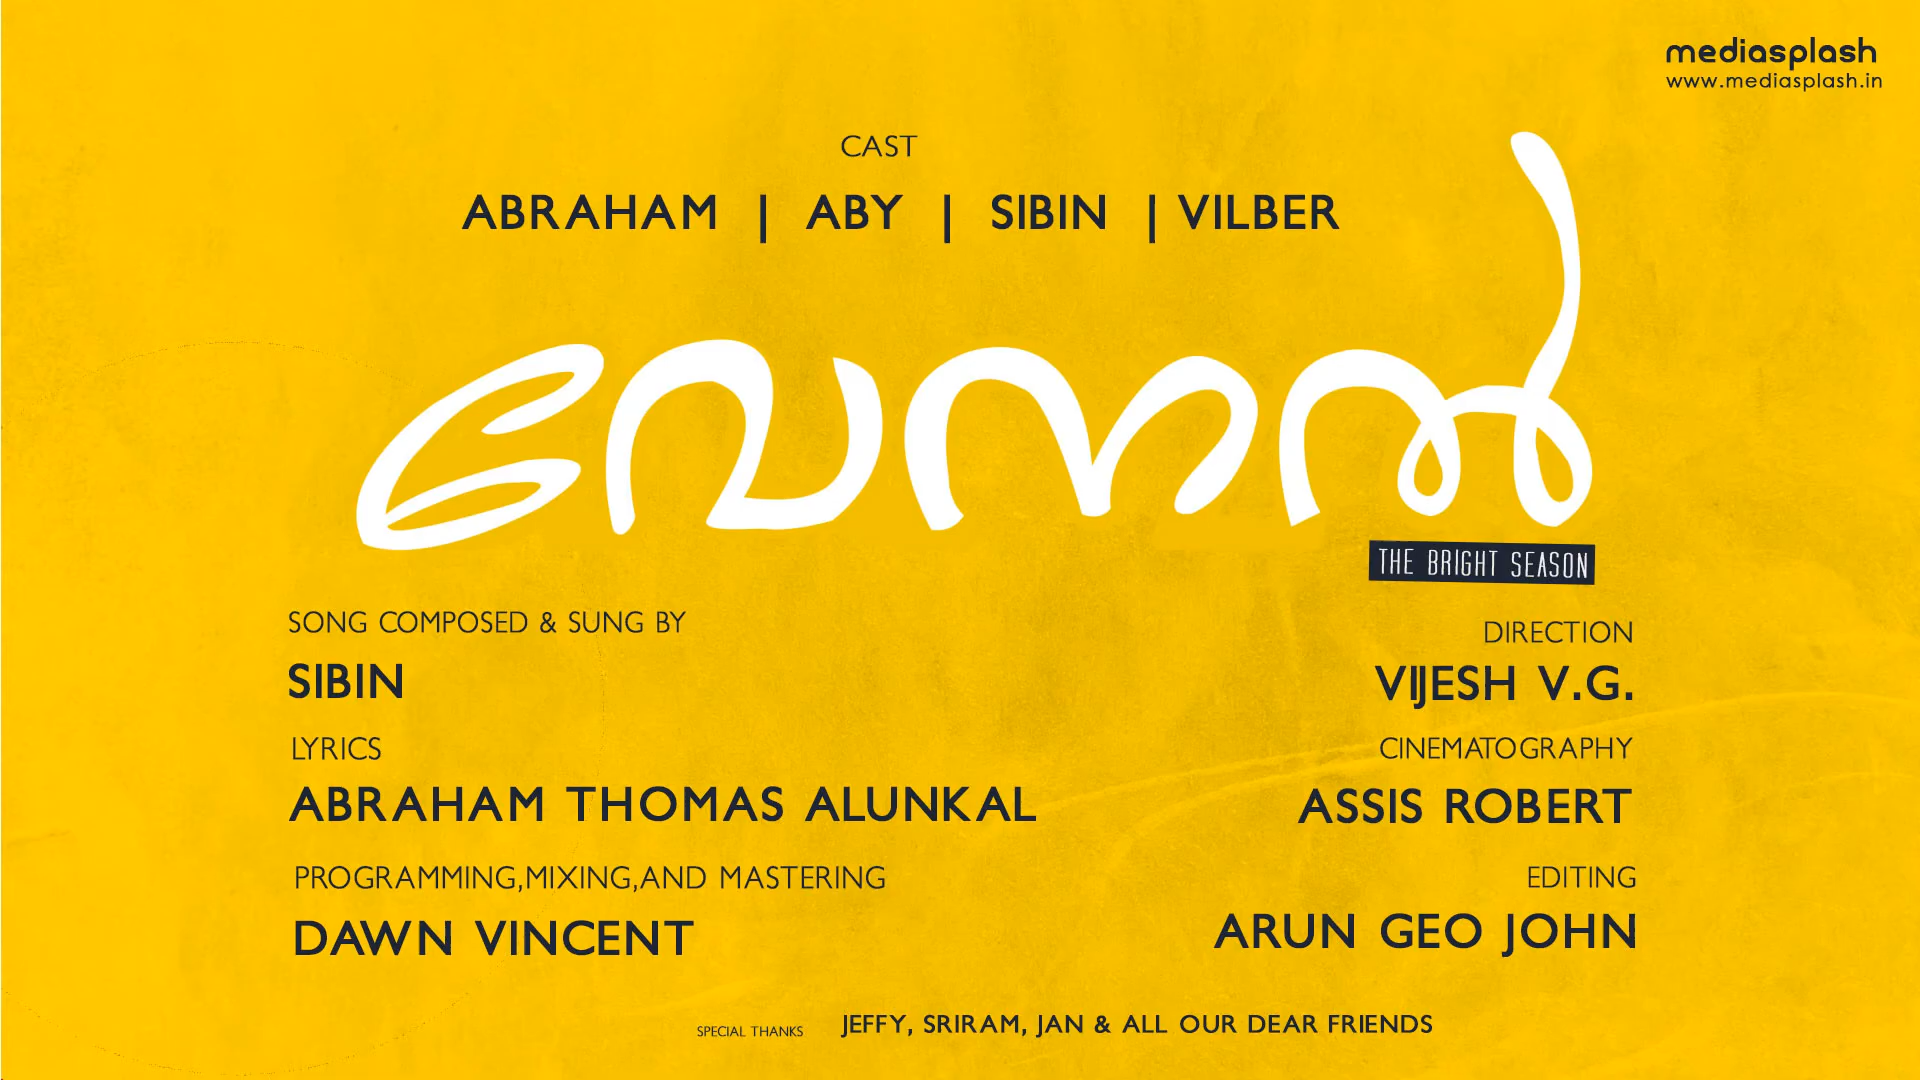 mediasplash
www.mediasplash.in
CAST
ABRAHAM | ABY | SIBIN | VILBER
വേനൽ
THE BRIGHT SEASON
SONG COMPOSED & SUNG BY
SIBIN
LYRICS
ABRAHAM THOMAS ALUNKAL
PROGRAMMING,MIXING,AND MASTERING
DAWN VINCENT
DIRECTION
VIJESH V.G.
CINEMATOGRAPHY
ASSIS ROBERT
EDITING
ARUN GEO JOHN
SPECIAL THANKS JEFFY, SRIRAM, JAN & ALL OUR DEAR FRIENDS